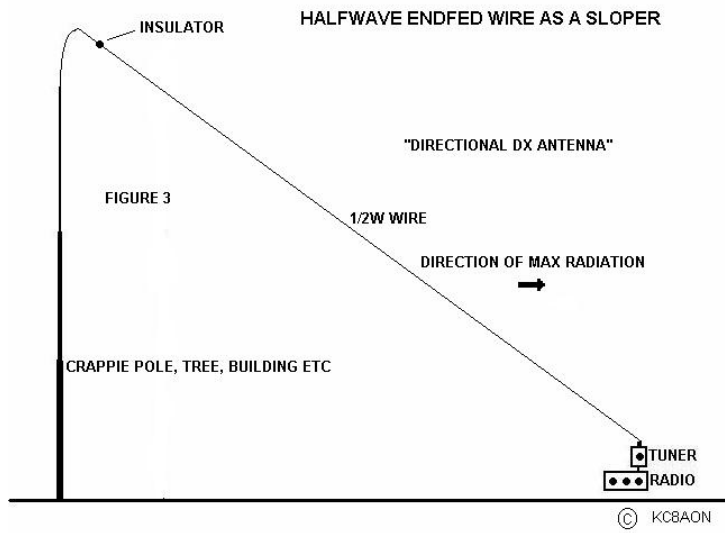 HALFWAVE ENDFED WIRE AS A SLOPER
INSULATOR
"DIRECTIONAL DX ANTENNA"
FIGURE 3
1/2W WIRE
DIRECTION OF MAX RADIATION
CRAPPIE POLE, TREE, BUILDING ETC
TUNER
RADIO
© KC8AON